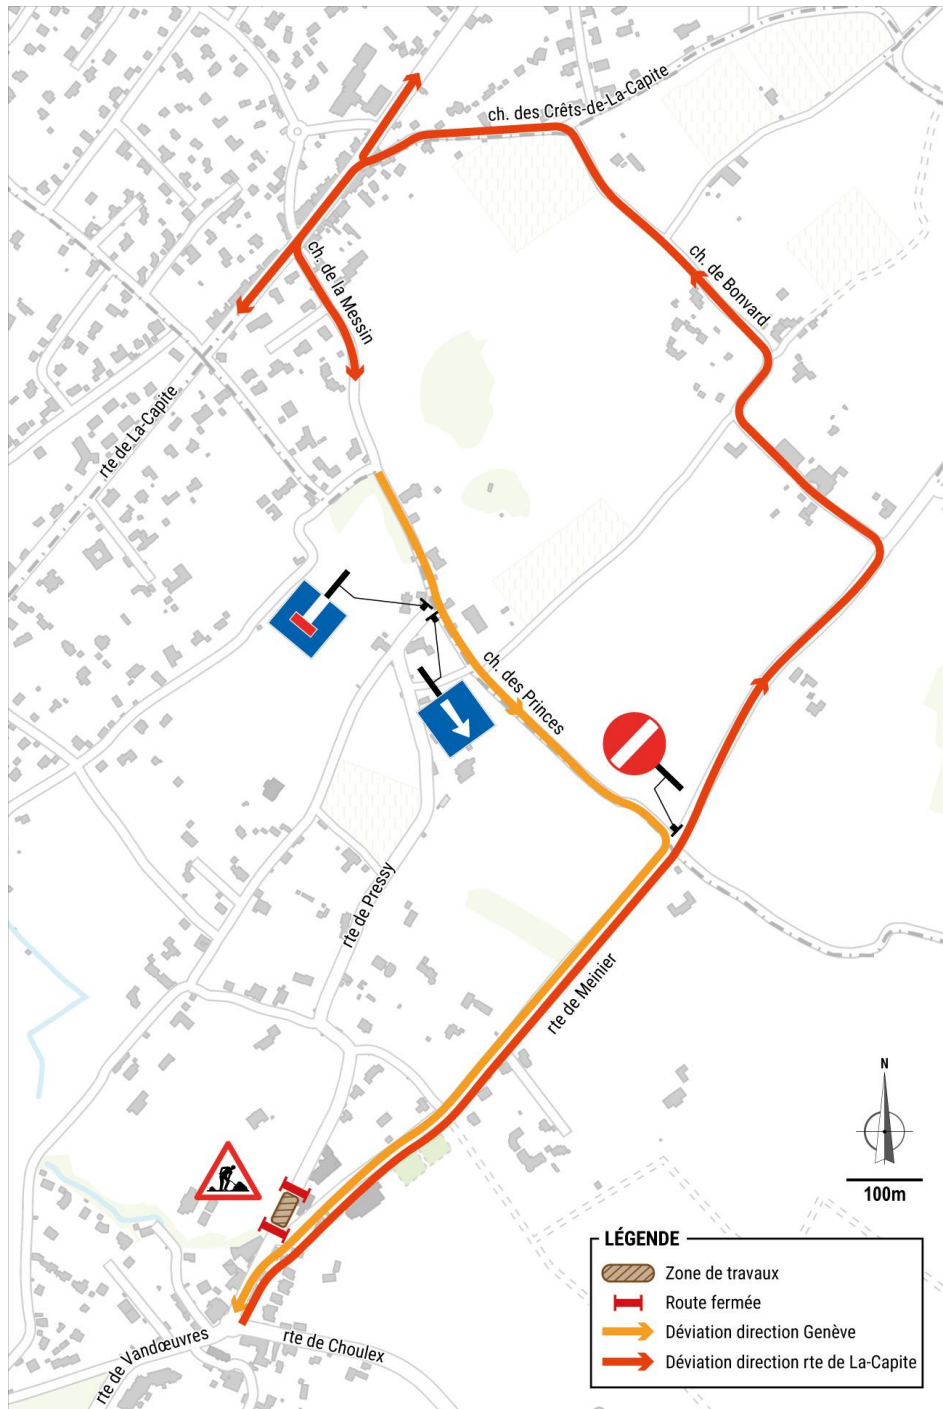 ch. des Crêts-de-La-Capite
ch. de la Messin
ch. de Bonvard
rte de La-Capite
ch. des Princes
rte de Pressy
rte de Meinier
N
100m
LÉGENDE
Zone de travaux
Route fermée
Déviation direction Genève
Déviation direction rte de La-Capite
rte de Vandœuvres
rte de Choulex